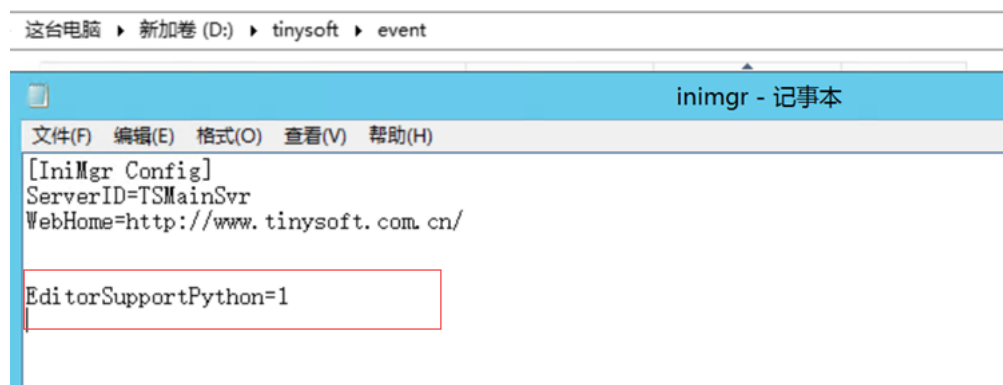 这台电脑 ▸ 新加卷 (D:) ▸ tinysoft ▸ event
inimgr - 记事本
文件(F) 编辑(E) 格式(O) 查看(V) 帮助(H)
[IniMgr Config]
ServerID=TSMainSvr
WebHome=http://www.tinysoft.com.cn/
EditorSupportPython=1